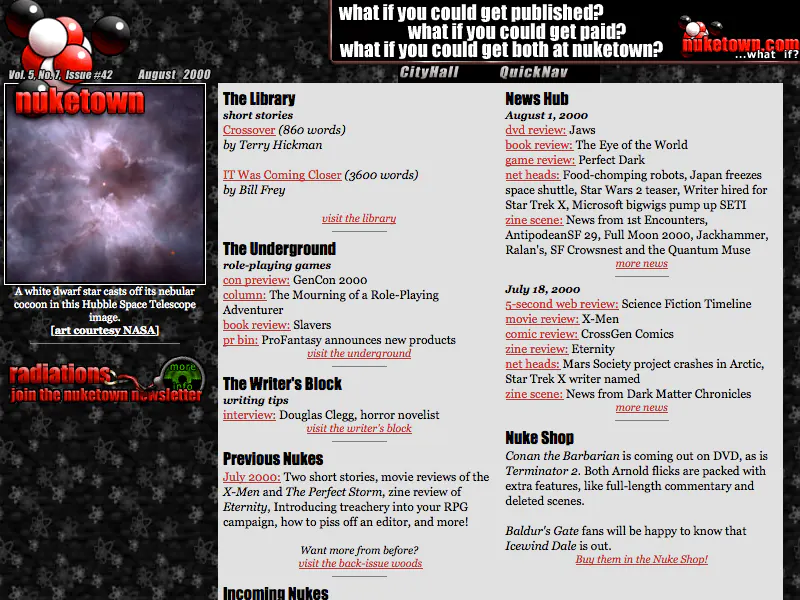 what if you could get published?
what if you could get paid?
what if you could get both at nuketown?
nuketown.com
...what if?
Vol. 5, No. 7, Issue #42 August 2000
CityHall QuickNav
nuketown
A white dwarf star casts off its nebular
cocoon in this Hubble Space Telescope
image.
[art courtesy NASA]
radiations
more
info
join the nuketown newsletter
The Library
short stories
Crossover (860 words)
by Terry Hickman
IT Was Coming Closer (3600 words)
by Bill Frey
visit the library
The Underground
role-playing games
con preview: GenCon 2000
column: The Mourning of a Role-Playing
Adventurer
book review: Slavers
pr bin: ProFantasy announces new products
visit the underground
The Writer's Block
writing tips
interview: Douglas Clegg, horror novelist
visit the writer's block
Previous Nukes
July 2000: Two short stories, movie reviews of the
X-Men and The Perfect Storm, zine review of
Eternity, Introducing treachery into your RPG
campaign, how to piss off an editor, and more!
Want more from before?
visit the back-issue woods
Incoming Nukes
News Hub
August 1, 2000
dvd review: Jaws
book review: The Eye of the World
game review: Perfect Dark
net heads: Food-chomping robots, Japan freezes
space shuttle, Star Wars 2 teaser, Writer hired for
Star Trek X, Microsoft bigwigs pump up SETI
zine scene: News from 1st Encounters,
AntipodeanSF 29, Full Moon 2000, Jackhammer,
Ralan's, SF Crowsnest and the Quantum Muse
more news
July 18, 2000
5-second web review: Science Fiction Timeline
movie review: X-Men
comic review: CrossGen Comics
zine review: Eternity
net heads: Mars Society project crashes in Arctic,
Star Trek X writer named
zine scene: News from Dark Matter Chronicles
more news
Nuke Shop
Conan the Barbarian is coming out on DVD, as is
Terminator 2. Both Arnold flicks are packed with
extra features, like full-length commentary and
deleted scenes.
Baldur's Gate fans will be happy to know that
Icewind Dale is out.
Buy them in the Nuke Shop!